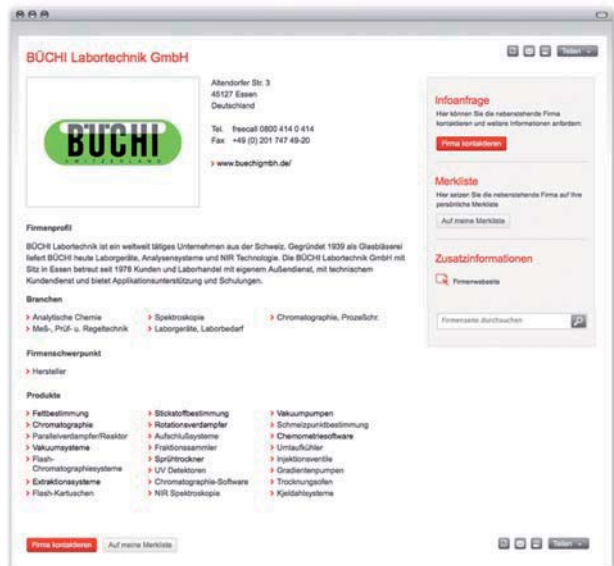 BÜCHI Labortechnik GmbH
Teilen
BÜCHI
SWITZERLAND
Altendorfer Str. 3
45127 Essen
Deutschland
Tel. freecall 0800 414 0 414
Fax +49 (0) 201 747 49-20
www.buechigmbh.de/
Infoanfrage
Hier können Sie die nebenstehende Firma
kontaktieren und weitere Informationen anfordern:
Firma kontaktieren
Merkliste
Hier setzen Sie die nebenstehende Firma auf Ihre
persönliche Merkliste
Auf meine Merkliste
Zusatzinformationen
Firmenwebseite
Firmenseite durchsuchen
Firmenprofil
BÜCHI Labortechnik ist ein weltweit tätiges Unternehmen aus der Schweiz. Gegründet 1939 als Glasbläserei
liefert BÜCHI heute Laborgeräte, Analysensysteme und NIR Technologie. Die BÜCHI Labortechnik GmbH mit
Sitz in Essen betreut seit 1978 Kunden und Laborhandel mit eigenem Außendienst, mit technischem
Kundendienst und bietet Applikationsunterstützung und Schulungen.
Branchen
Analytische Chemie
Meß-, Prüf- u. Regeltechnik
Spektroskopie
Laborgeräte, Laborbedarf
Chromatographie, Prozeßchr.
Firmenschwerpunkt
Hersteller
Produkte
Fettbestimmung
Chromatographie
Parallelverdampfer/Reaktor
Vakuumsysteme
Flash-
Chromatographiesysteme
Extraktionssysteme
Flash-Kartuschen
Stickstoffbestimmung
Rotationsverdampfer
Aufschlußsysteme
Fraktionssammler
Sprühtrockner
UV Detektoren
Chromatographie-Software
NIR Spektroskopie
Vakuumpumpen
Schmelzpunktbestimmung
Chemometriesoftware
Umlaufkühler
Injektionsventile
Gradientenpumpen
Trocknungsofen
Kjeldahlsysteme
Firma kontaktieren
Auf meine Merkliste
Teilen